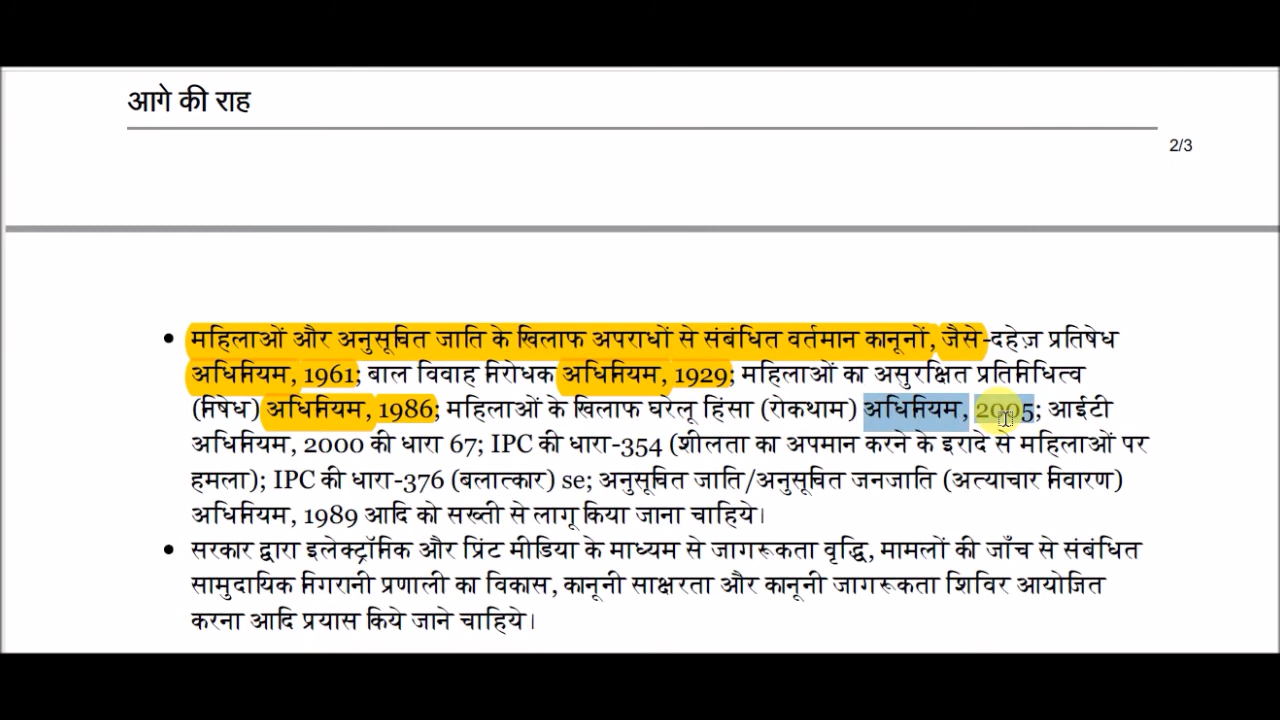 आगे की राह
2/3
महिलाओं और अनुसूचित जाति के खिलाफ अपराधों से संबंधित वर्तमान कानूनों, जैसे-दहेज़ प्रतिषेध
अधिनियम, 1961; बाल विवाह निरोधक अधिनियम, 1929; महिलाओं का असुरक्षित प्रतिनिधित्व
(निषेध) अधिनियम, 1986; महिलाओं के खिलाफ घरेलू हिंसा (रोकथाम) अधिनियम, 2005; आईटी
अधिनियम, 2000 की धारा 67; IPC की धारा-354 (शीलता का अपमान करने के इरादे से महिलाओं पर
हमला); IPC की धारा-376 (बलात्कार) se; अनुसूचित जाति/अनुसूचित जनजाति (अत्याचार निवारण)
अधिनियम, 1989 आदि को सख्ती से लागू किया जाना चाहिये।
सरकार द्वारा इलेक्ट्रॉनिक और प्रिंट मीडिया के माध्यम से जागरूकता वृद्धि, मामलों की जाँच से संबंधित
सामुदायिक निगरानी प्रणाली का विकास, कानूनी साक्षरता और कानूनी जागरूकता शिविर आयोजित
करना आदि प्रयास किये जाने चाहिये।